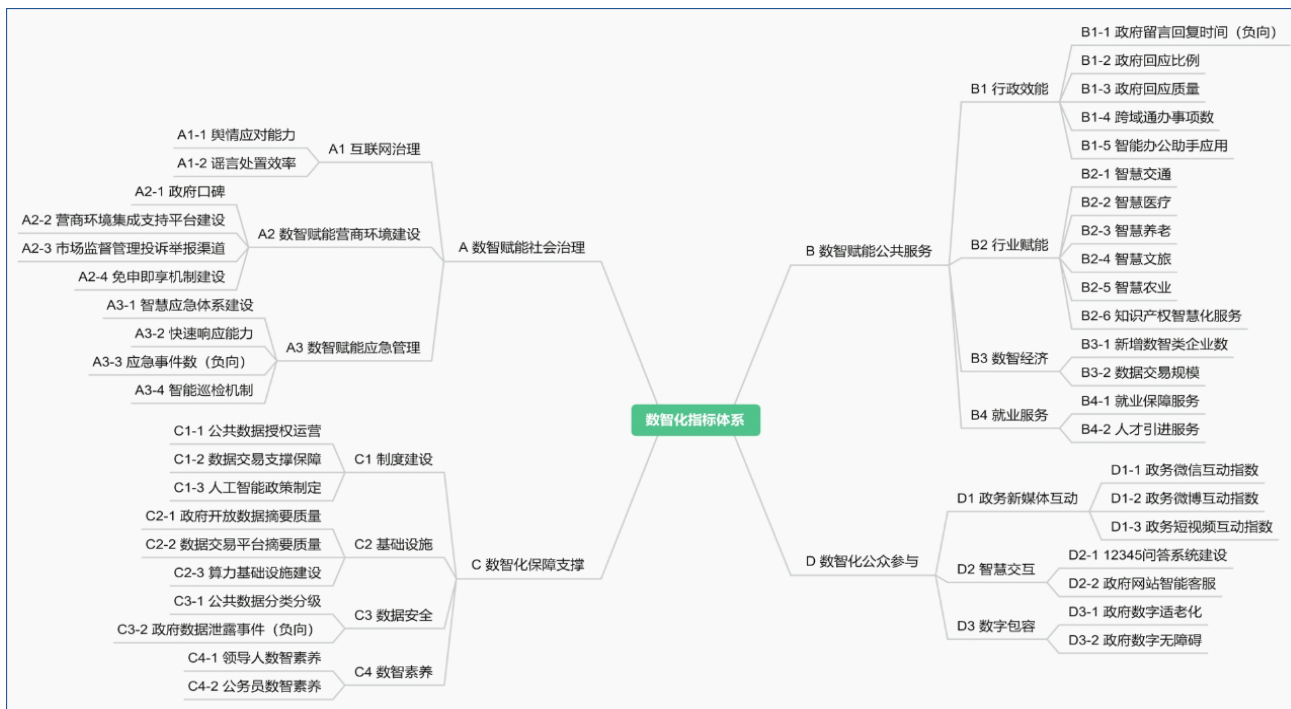 数智化指标体系
A 数智赋能社会治理
A1 互联网治理
A1-1 舆情应对能力
A1-2 谣言处置效率
A2 数智赋能营商环境建设
A2-1 政府口碑
A2-2 营商环境集成支持平台建设
A2-3 市场监督管理投诉举报渠道
A2-4 免申即享机制建设
A3 数智赋能应急管理
A3-1 智慧应急体系建设
A3-2 快速响应能力
A3-3 应急事件数（负向）
A3-4 智能巡检机制
B 数智赋能公共服务
B1 行政效能
B1-1 政府留言回复时间（负向）
B1-2 政府回应比例
B1-3 政府回应质量
B1-4 跨域通办事项数
B1-5 智能办公助手应用
B2 行业赋能
B2-1 智慧交通
B2-2 智慧医疗
B2-3 智慧养老
B2-4 智慧文旅
B2-5 智慧农业
B2-6 知识产权智慧化服务
B3 数智经济
B3-1 新增数智类企业数
B3-2 数据交易规模
B4 就业服务
B4-1 就业保障服务
B4-2 人才引进服务
C 数智化保障支撑
C1 制度建设
C1-1 公共数据授权运营
C1-2 数据交易支撑保障
C1-3 人工智能政策制定
C2 基础设施
C2-1 政府开放数据摘要质量
C2-2 数据交易平台摘要质量
C2-3 算力基础设施建设
C3 数据安全
C3-1 公共数据分类分级
C3-2 政府数据泄露事件（负向）
C4 数智素养
C4-1 领导人数智素养
C4-2 公务员数智素养
D 数智化公众参与
D1 政务新媒体互动
D1-1 政务微信互动指数
D1-2 政务微博互动指数
D1-3 政务短视频互动指数
D2 智慧交互
D2-1 12345问答系统建设
D2-2 政府网站智能客服
D3 数字包容
D3-1 政府数字适老化
D3-2 政府数字无障碍